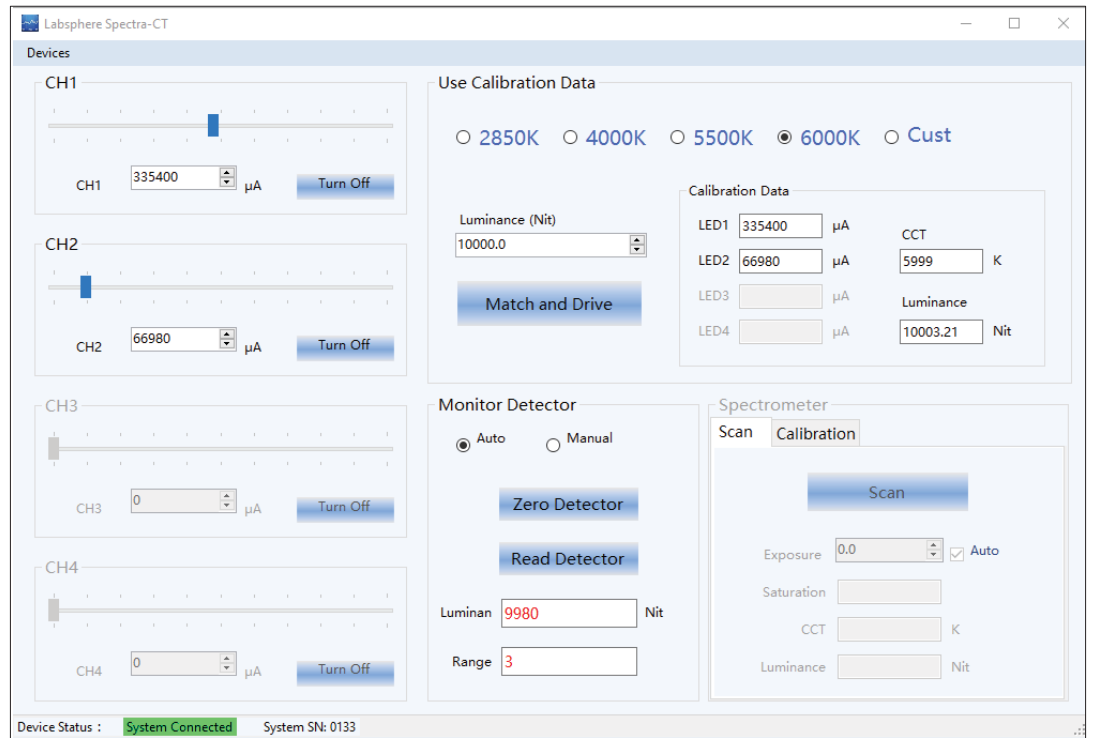 Labsphere Spectra-CT
Devices
CH1
CH1 335400 µA Turn Off
CH2
CH2 66980 µA Turn Off
CH3
CH3 0 µA Turn Off
CH4
CH4 0 µA Turn Off
Use Calibration Data
2850K 4000K 5500K 6000K Cust
Luminance (Nit)
10000.0
Match and Drive
Calibration Data
LED1 335400 µA
LED2 66980 µA
LED3 µA
LED4 µA
CCT
5999 K
Luminance
10003.21 Nit
Monitor Detector
Auto Manual
Zero Detector
Read Detector
Luminan 9980 Nit
Range 3
Spectrometer
Scan Calibration
Scan
Exposure 0.0 Auto
Saturation
CCT K
Luminance Nit
Device Status : System Connected System SN: 0133